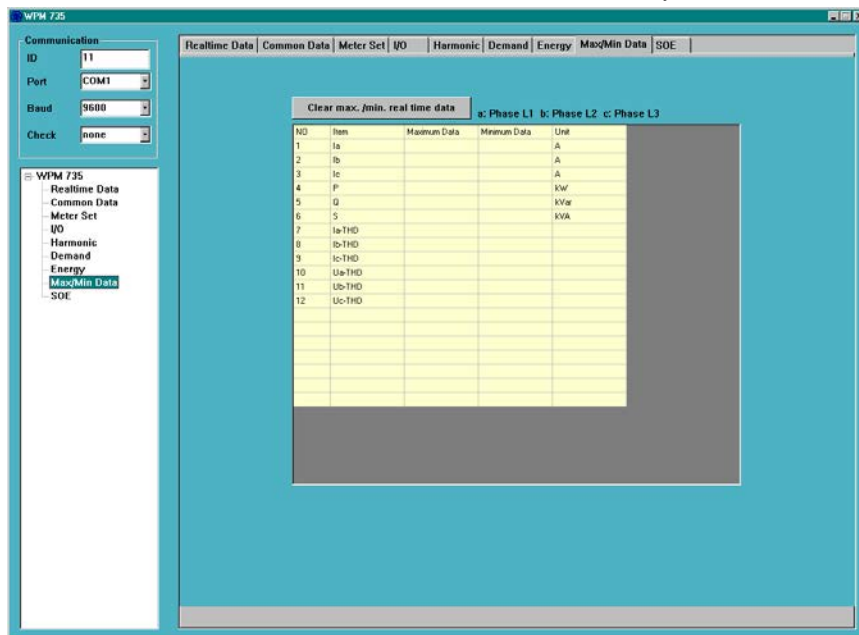 WPM 735
Communication
ID 11
Port COM1
Baud 9600
Check none
WPM 735
Realtime Data
Common Data
Meter Set
I/O
Harmonic
Demand
Energy
Max/Min Data
SOE
Realtime Data Common Data Meter Set I/O Harmonic Demand Energy Max/Min Data SOE
Clear max. /min. real time data a: Phase L1 b: Phase L2 c: Phase L3
NO Item Maximum Data Minimum Data Unit
1 Ia A
2 Ib A
3 Ic A
4 P kW
5 Q kVar
6 S kVA
7 Ia-THD
8 Ib-THD
9 Ic-THD
10 Ua-THD
11 Ub-THD
12 Uc-THD